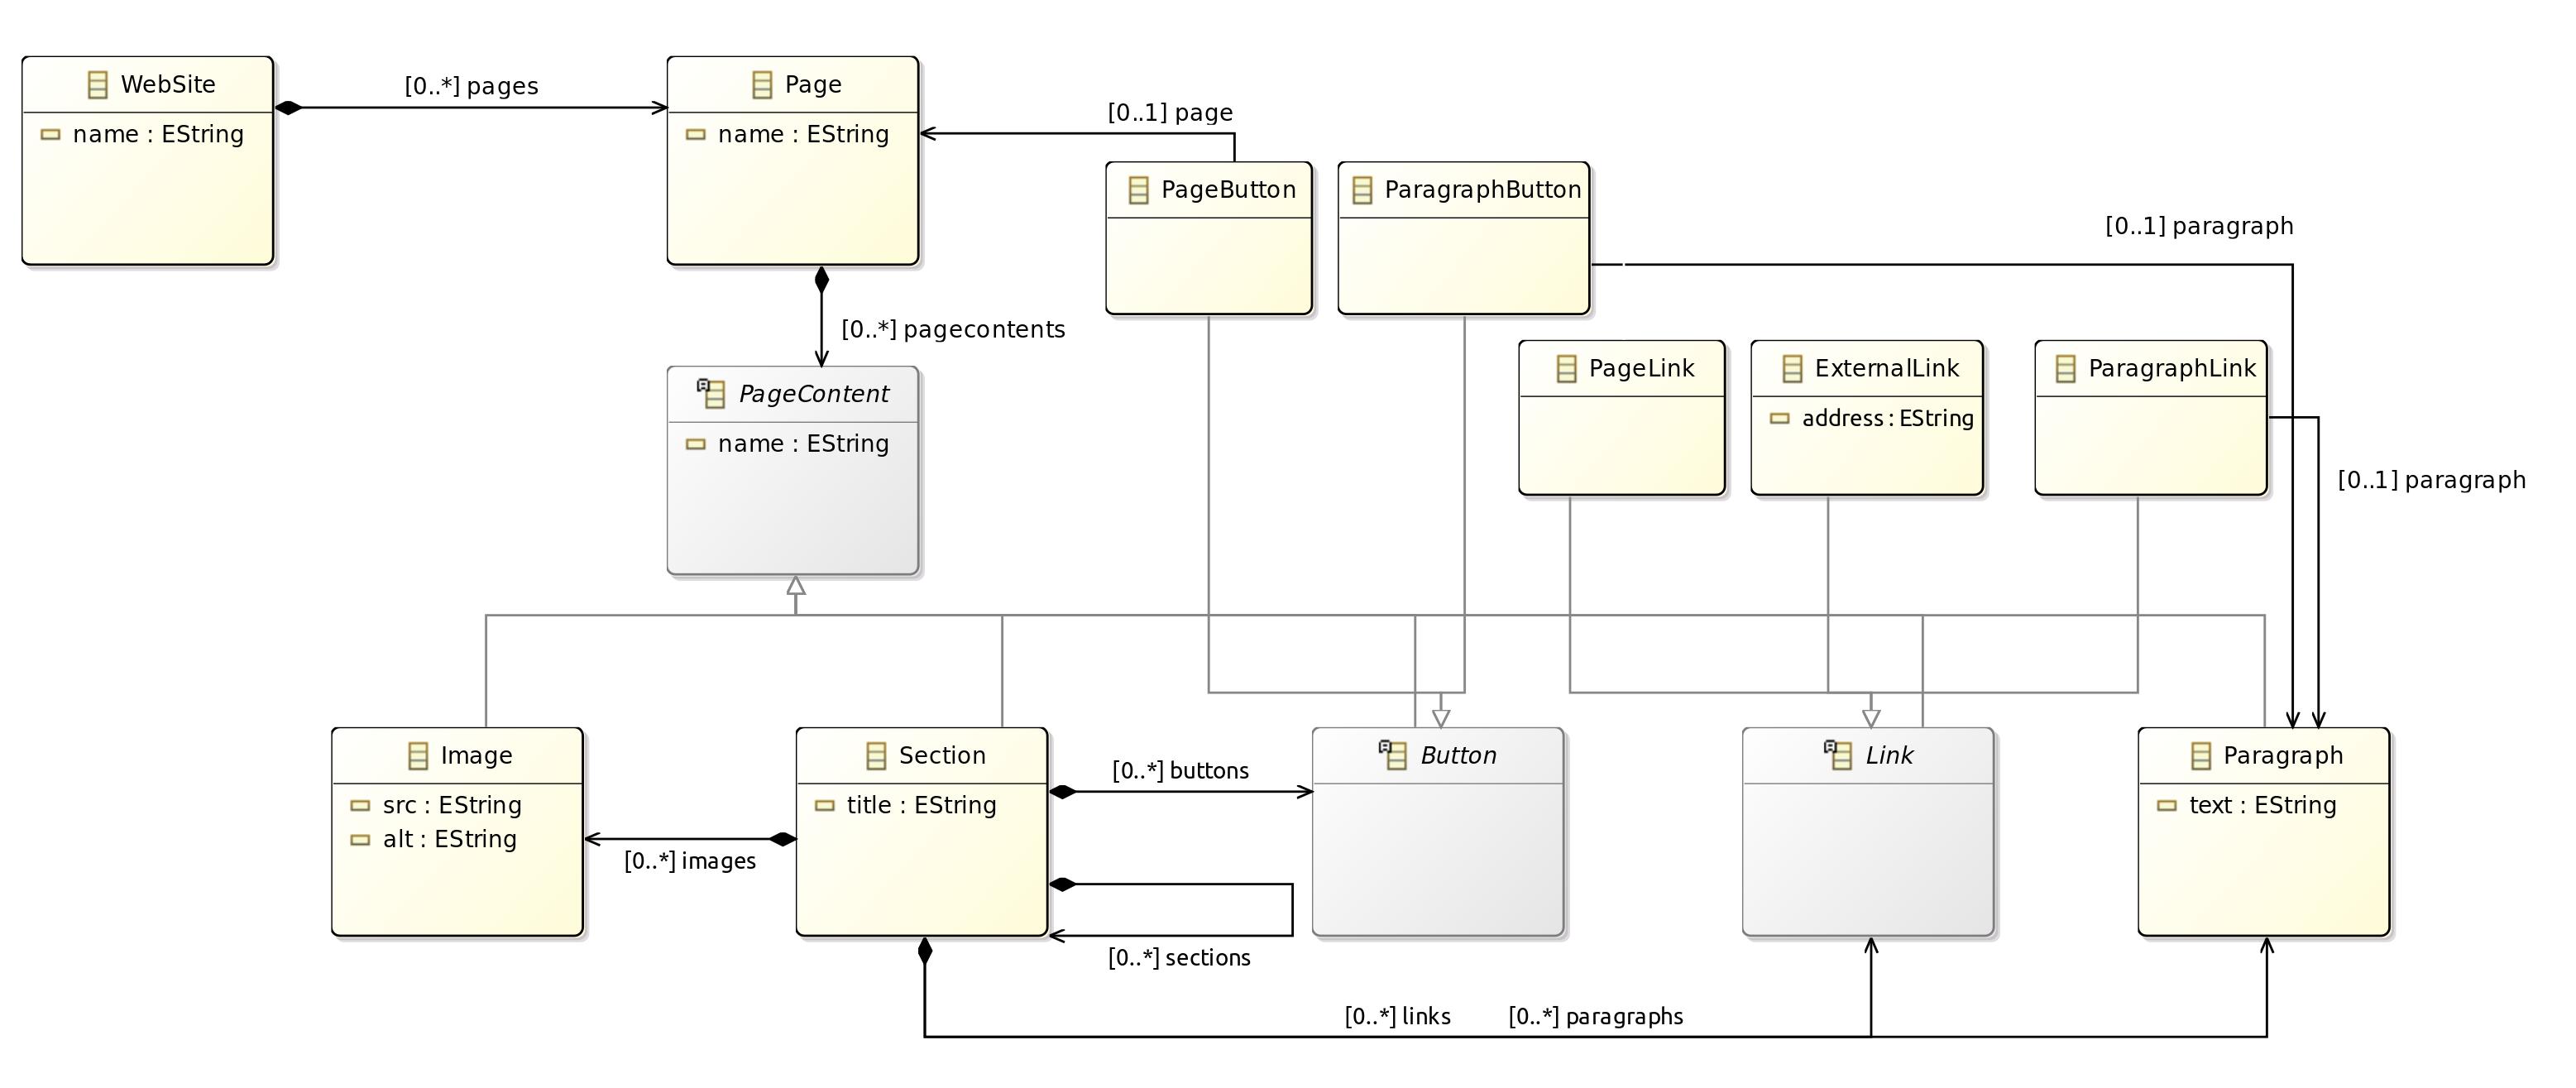 WebSite
name : EString
[0..*] pages
Page
name : EString
[0..1] page
PageButton
ParagraphButton
[0..1] paragraph
[0..*] pagecontents
PageContent
name : EString
PageLink
ExternalLink
address : EString
ParagraphLink
[0..1] paragraph
Image
src : EString
alt : EString
[0..*] images
Section
title : EString
[0..*] buttons
[0..*] sections
Button
Link
Paragraph
text : EString
[0..*] links
[0..*] paragraphs